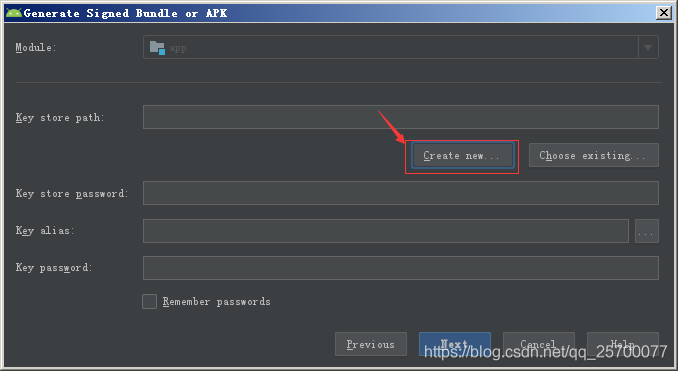 Generate Signed Bundle or APK
Module: app
Key store path:
Create new... Choose existing...
Key store password:
Key alias: ...
Key password:
Remember passwords
Previous Next Cancel Help
https://blog.csdn.net/qq_25700077